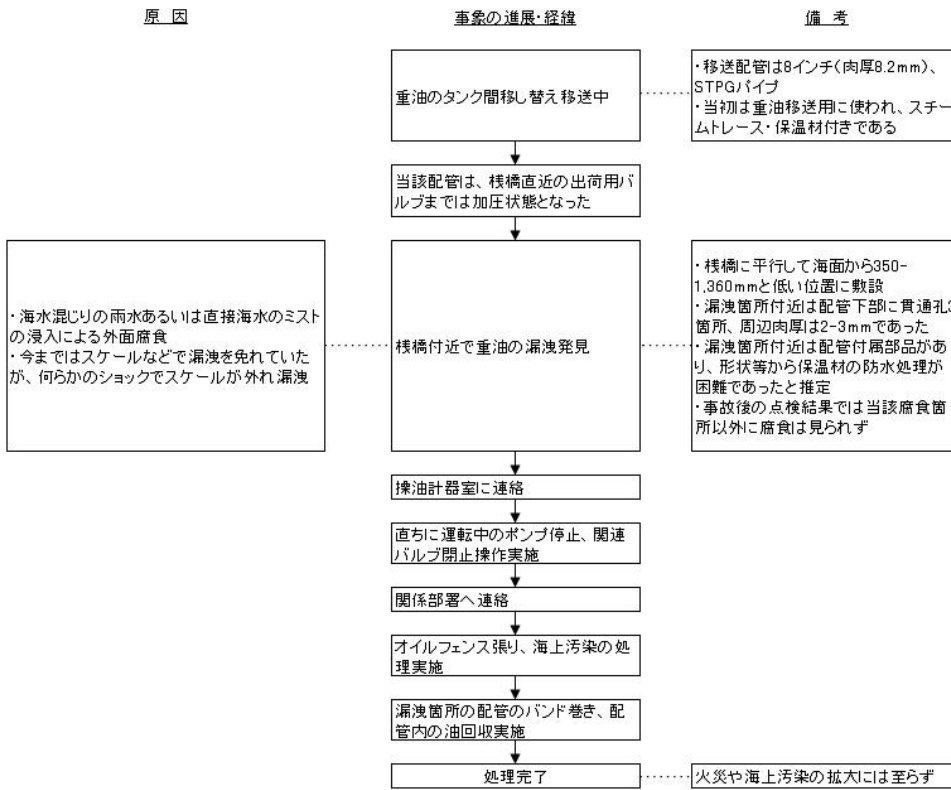 原 因
事象の進展・経緯
備 考
重油のタンク間移し替え移送中
・移送配管は8インチ(肉厚8.2mm)、
STPGパイプ
・当初は重油移送用に使われ、スチー
ムトレース・保温材付きである
当該配管は、桟橋直近の出荷用バ
ルブまでは加圧状態となった
・海水混じりの雨水あるいは直接海水のミスト
の浸入による外面腐食
・今まではスケールなどで漏洩を免れていた
が、何らかのショックでスケールが外れ漏洩
桟橋付近で重油の漏洩発見
・桟橋に平行して海面から350-
1,360mmと低い位置に敷設
・漏洩箇所付近は配管下部に貫通孔
箇所、周辺肉厚は2-3mmであった
・漏洩箇所付近は配管付属部品があ
り、形状等から保温材の防水処理が
困難であったと推定
・事故後の点検結果では当該腐食箇
所以外に腐食は見られず
操油計器室に連絡
直ちに運転中のポンプ停止、関連
バルブ閉止操作実施
関係部署へ連絡
オイルフェンス張り、海上汚染の処
理実施
漏洩箇所の配管のバンド巻き、配
管内の油回収実施
処理完了
火災や海上汚染の拡大には至らず